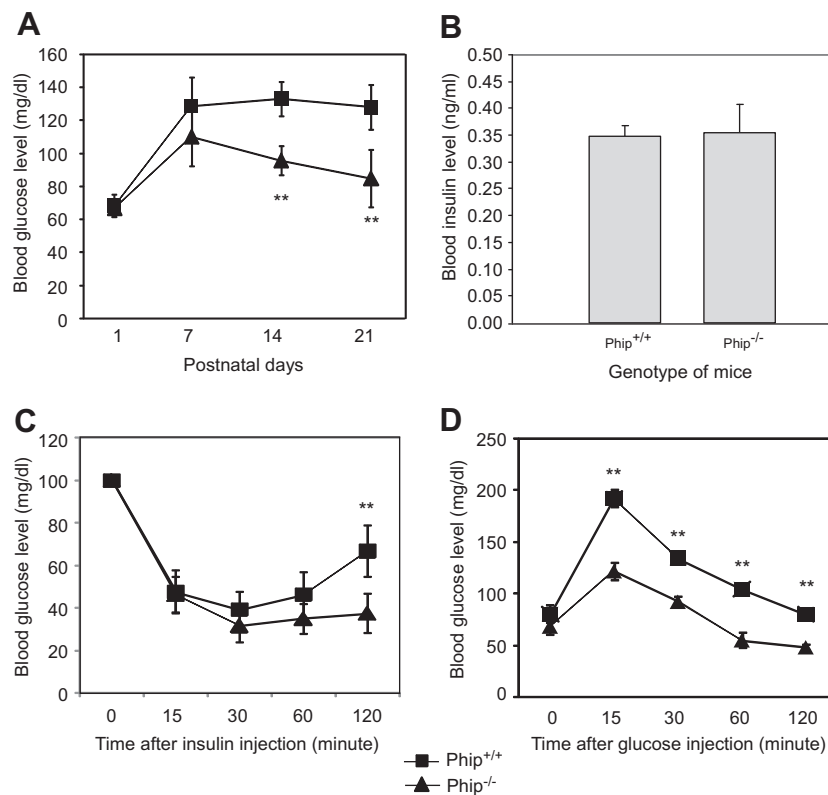 A
Blood glucose level (mg/dl)
160
140
120
100
80
60
40
20
0
**
**
1 7 14 21
Postnatal days
B
Blood insulin level (ng/ml)
0.50
0.45
0.40
0.35
0.30
0.25
0.20
0.15
0.10
0.05
0.00
Phip+/+ Phip-/-
Genotype of mice
C
Blood glucose level (mg/dl)
120
100
80
60
40
20
0
**
0 15 30 60 120
Time after insulin injection (minute)
D
Blood glucose level (mg/dl)
250
200
150
100
50
0
**
**
**
**
0 15 30 60 120
Time after glucose injection (minute)
Phip+/+
Phip-/-